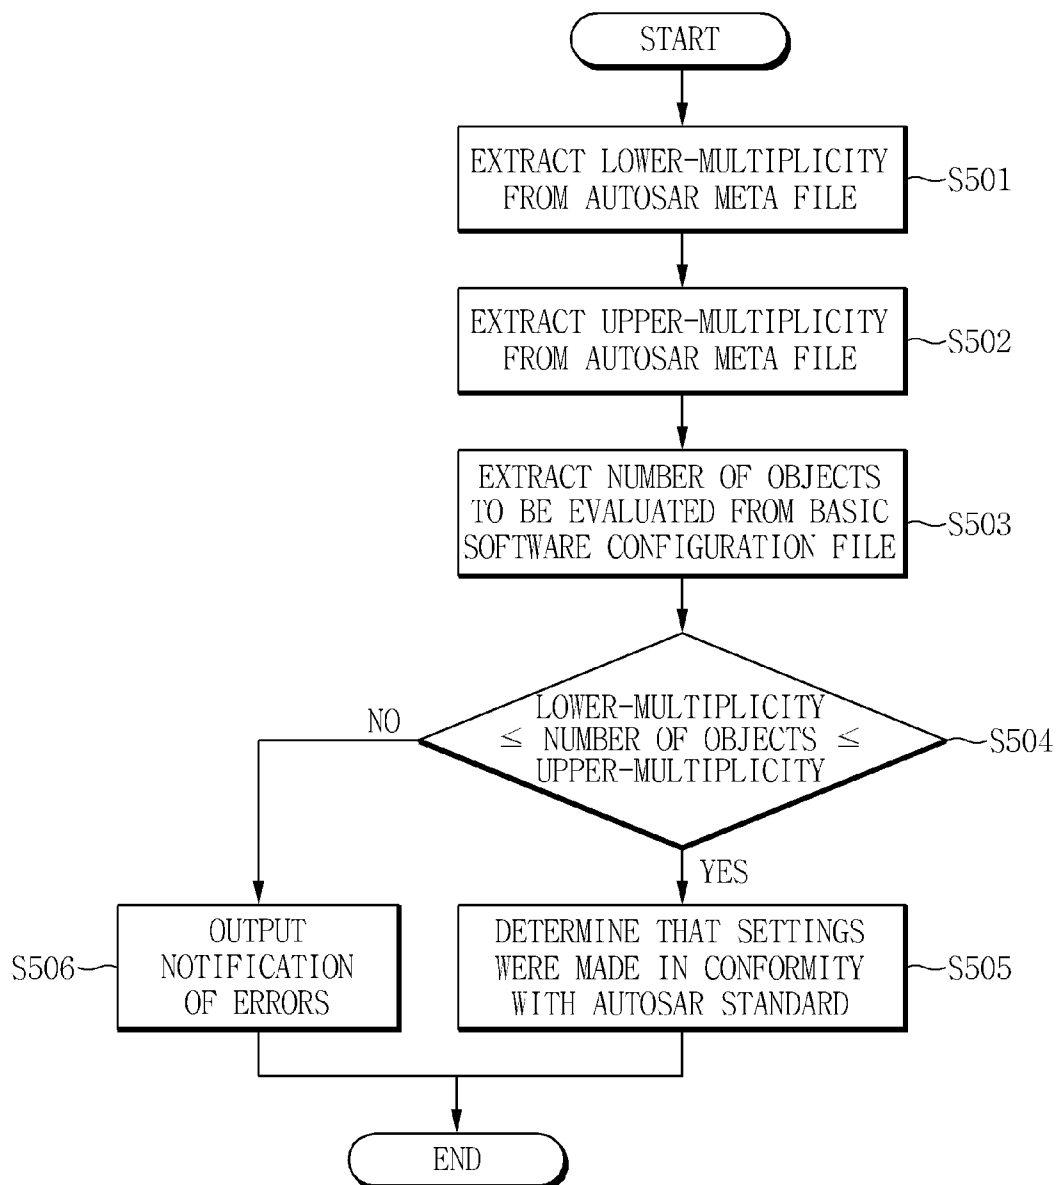 START
EXTRACT LOWER-MULTIPLICITY
FROM AUTOSAR META FILE
S501
EXTRACT UPPER-MULTIPLICITY
FROM AUTOSAR META FILE
S502
EXTRACT NUMBER OF OBJECTS
TO BE EVALUATED FROM BASIC
SOFTWARE CONFIGURATION FILE
S503
LOWER-MULTIPLICITY
≤ NUMBER OF OBJECTS ≤
UPPER-MULTIPLICITY
S504
NO
YES
OUTPUT
NOTIFICATION
OF ERRORS
S506
DETERMINE THAT SETTINGS
WERE MADE IN CONFORMITY
WITH AUTOSAR STANDARD
S505
END